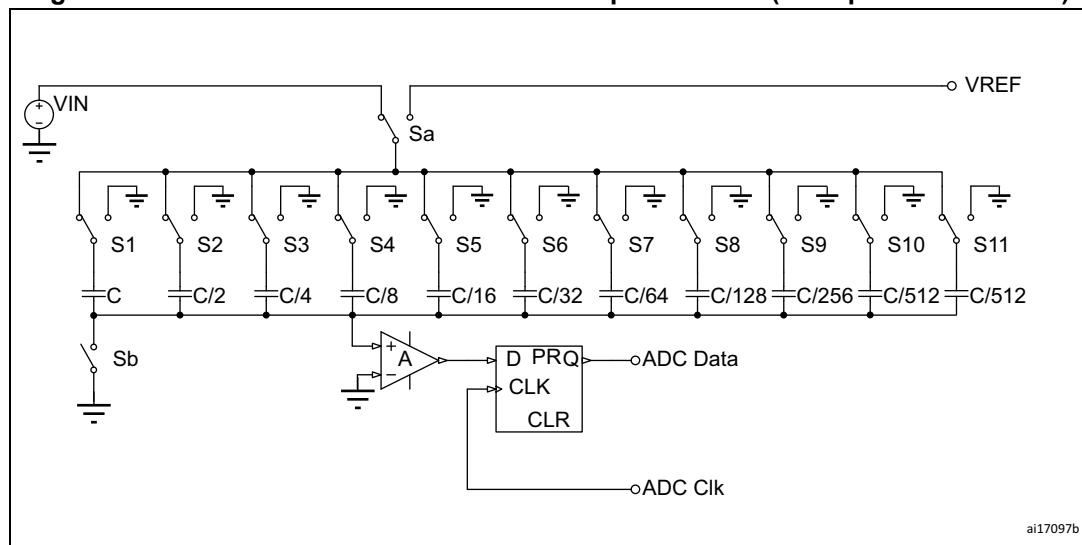 VREF
+
VIN
−
Sa
S1 S2 S3 S4 S5 S6 S7 S8 S9 S10 S11
C C/2 C/4 C/8 C/16 C/32 C/64 C/128 C/256 C/512 C/512
Sb
+
A
−
D PRQ
ADC Data
CLK
CLR
ADC Clk
ai17097b